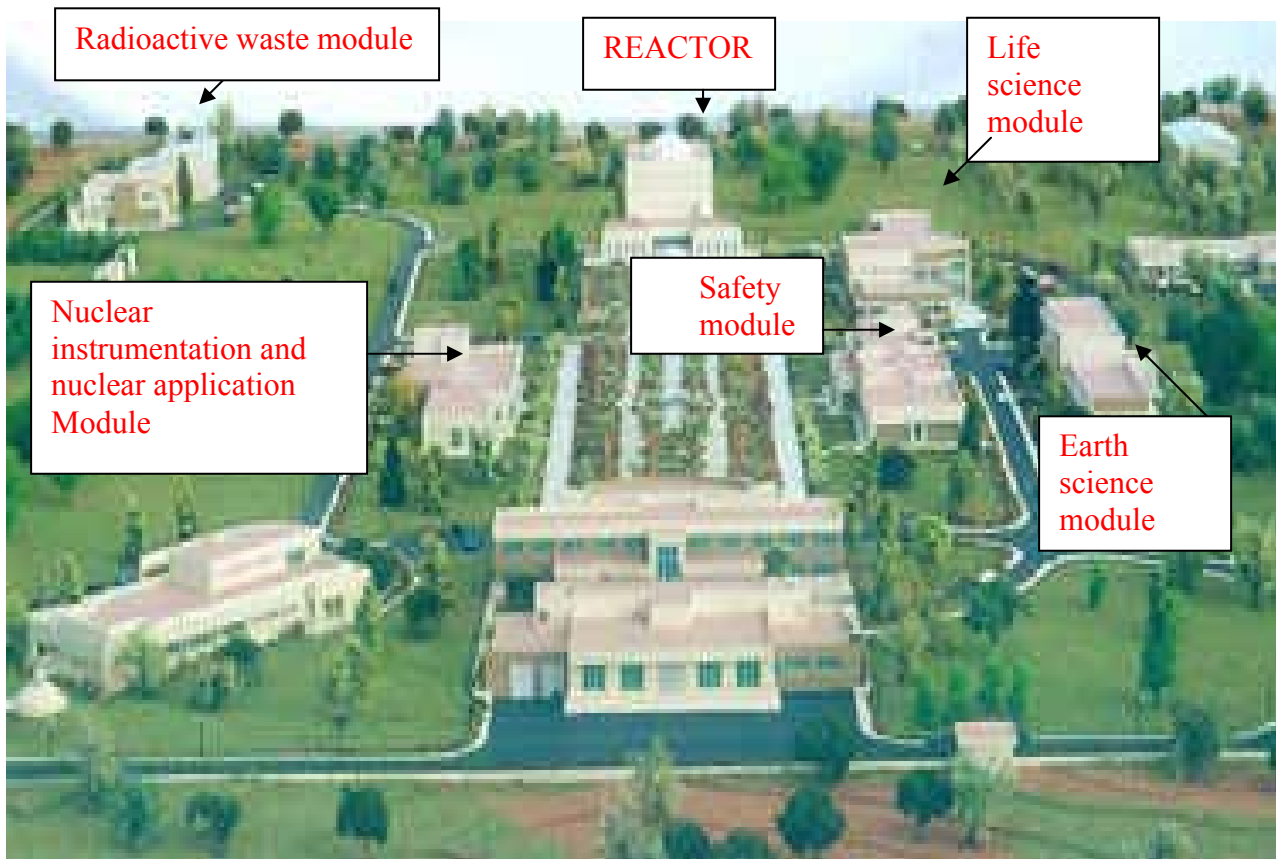 Radioactive waste module
REACTOR
Life
science
module
Nuclear
instrumentation and
nuclear application
Module
Safety
module
Earth
science
module